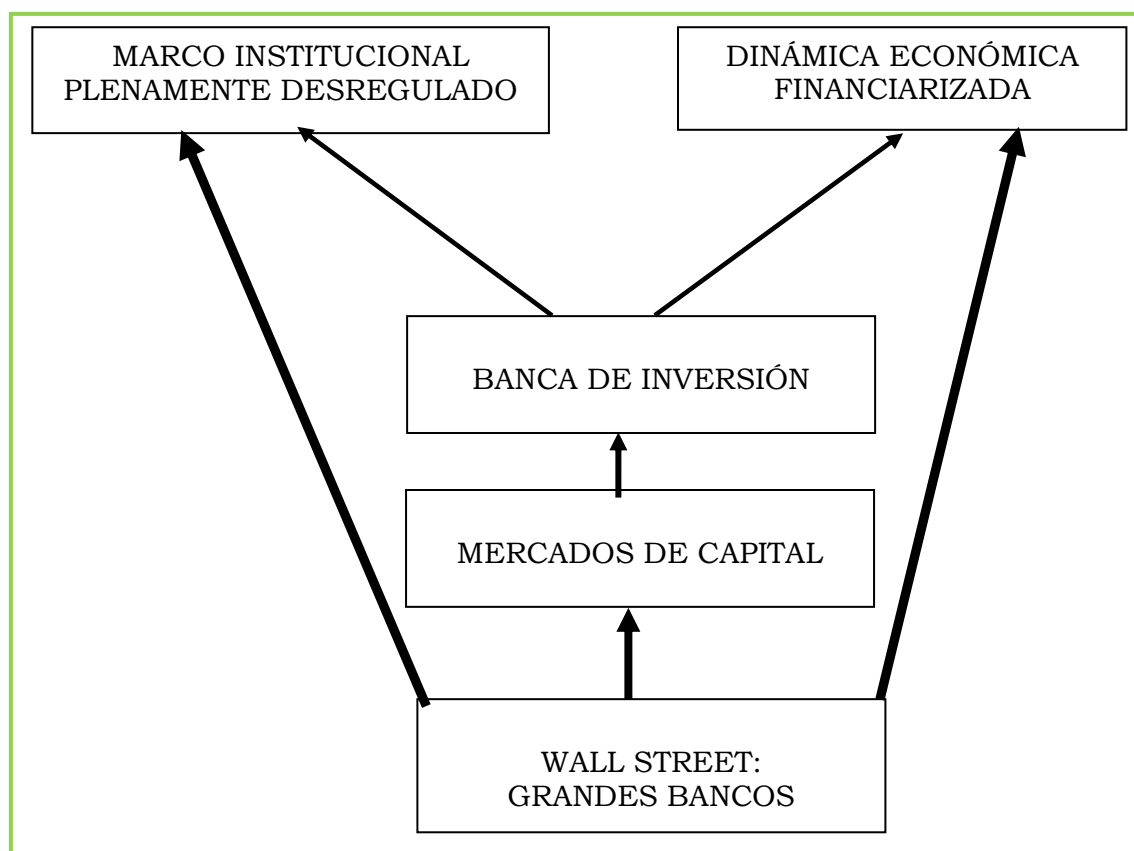 MARCO INSTITUCIONAL
PLENAMENTE DESREGULADO
DINÁMICA ECONÓMICA
FINANCIARIZADA
BANCA DE INVERSIÓN
MERCADOS DE CAPITAL
WALL STREET:
GRANDES BANCOS